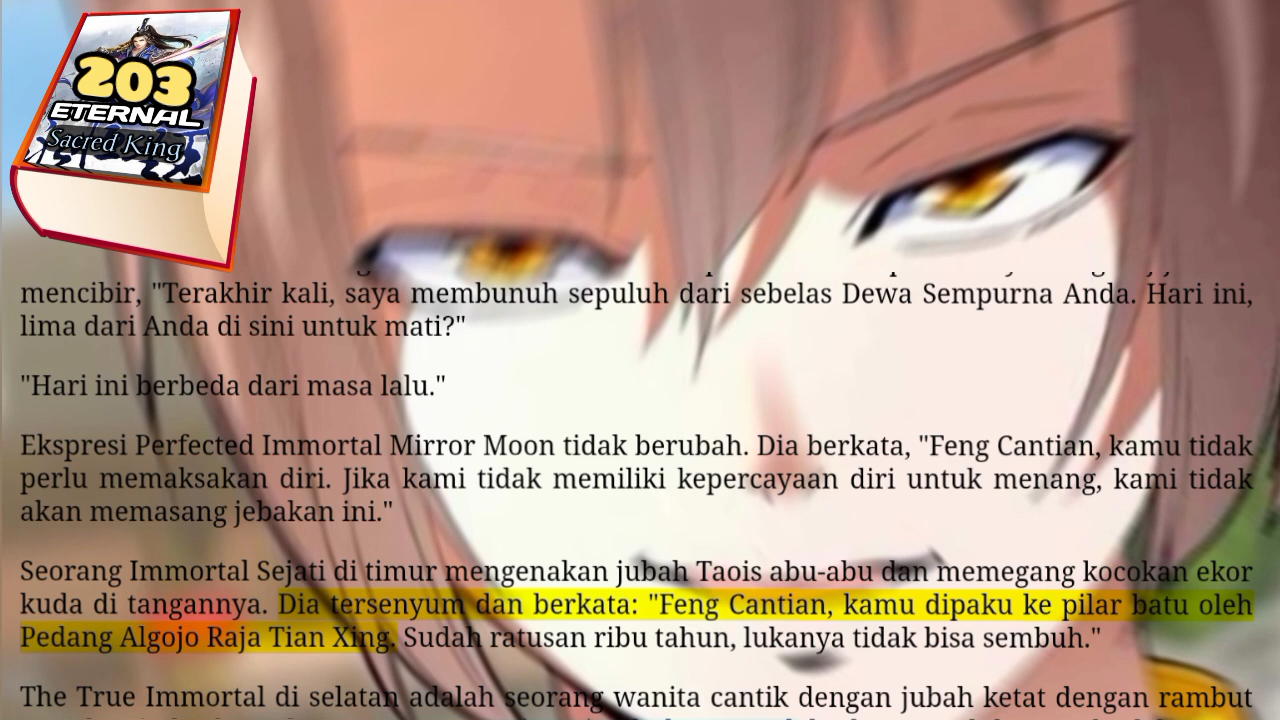 203
ETERNAL
Sacred King
mencibir, "Terakhir kali, saya membunuh sepuluh dari sebelas Dewa Sempurna Anda. Hari ini,
lima dari Anda di sini untuk mati?"
"Hari ini berbeda dari masa lalu."
Ekspresi Perfected Immortal Mirror Moon tidak berubah. Dia berkata, "Feng Cantian, kamu tidak
perlu memaksakan diri. Jika kami tidak memiliki kepercayaan diri untuk menang, kami tidak
akan memasang jebakan ini."
Seorang Immortal Sejati di timur mengenakan jubah Taois abu-abu dan memegang kocokan ekor
kuda di tangannya. Dia tersenyum dan berkata: "Feng Cantian, kamu dipaku ke pilar batu oleh
Pedang Algojo Raja Tian Xing. Sudah ratusan ribu tahun, lukanya tidak bisa sembuh."
The True Immortal di selatan adalah seorang wanita cantik dengan jubah ketat dengan rambut